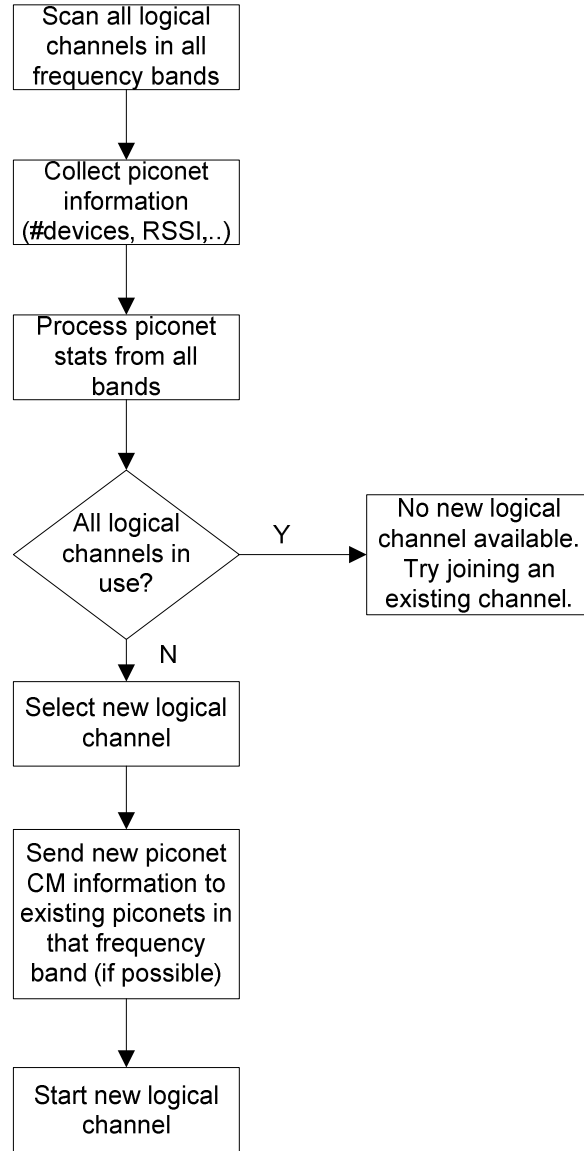 Scan all logical
channels in all
frequency bands
Collect piconet
information
(#devices, RSSI,..)
Process piconet
stats from all
bands
All logical
channels in
use?
Y
No new logical
channel available.
Try joining an
existing channel.
N
Select new logical
channel
Send new piconet
CM information to
existing piconets in
that frequency
band (if possible)
Start new logical
channel